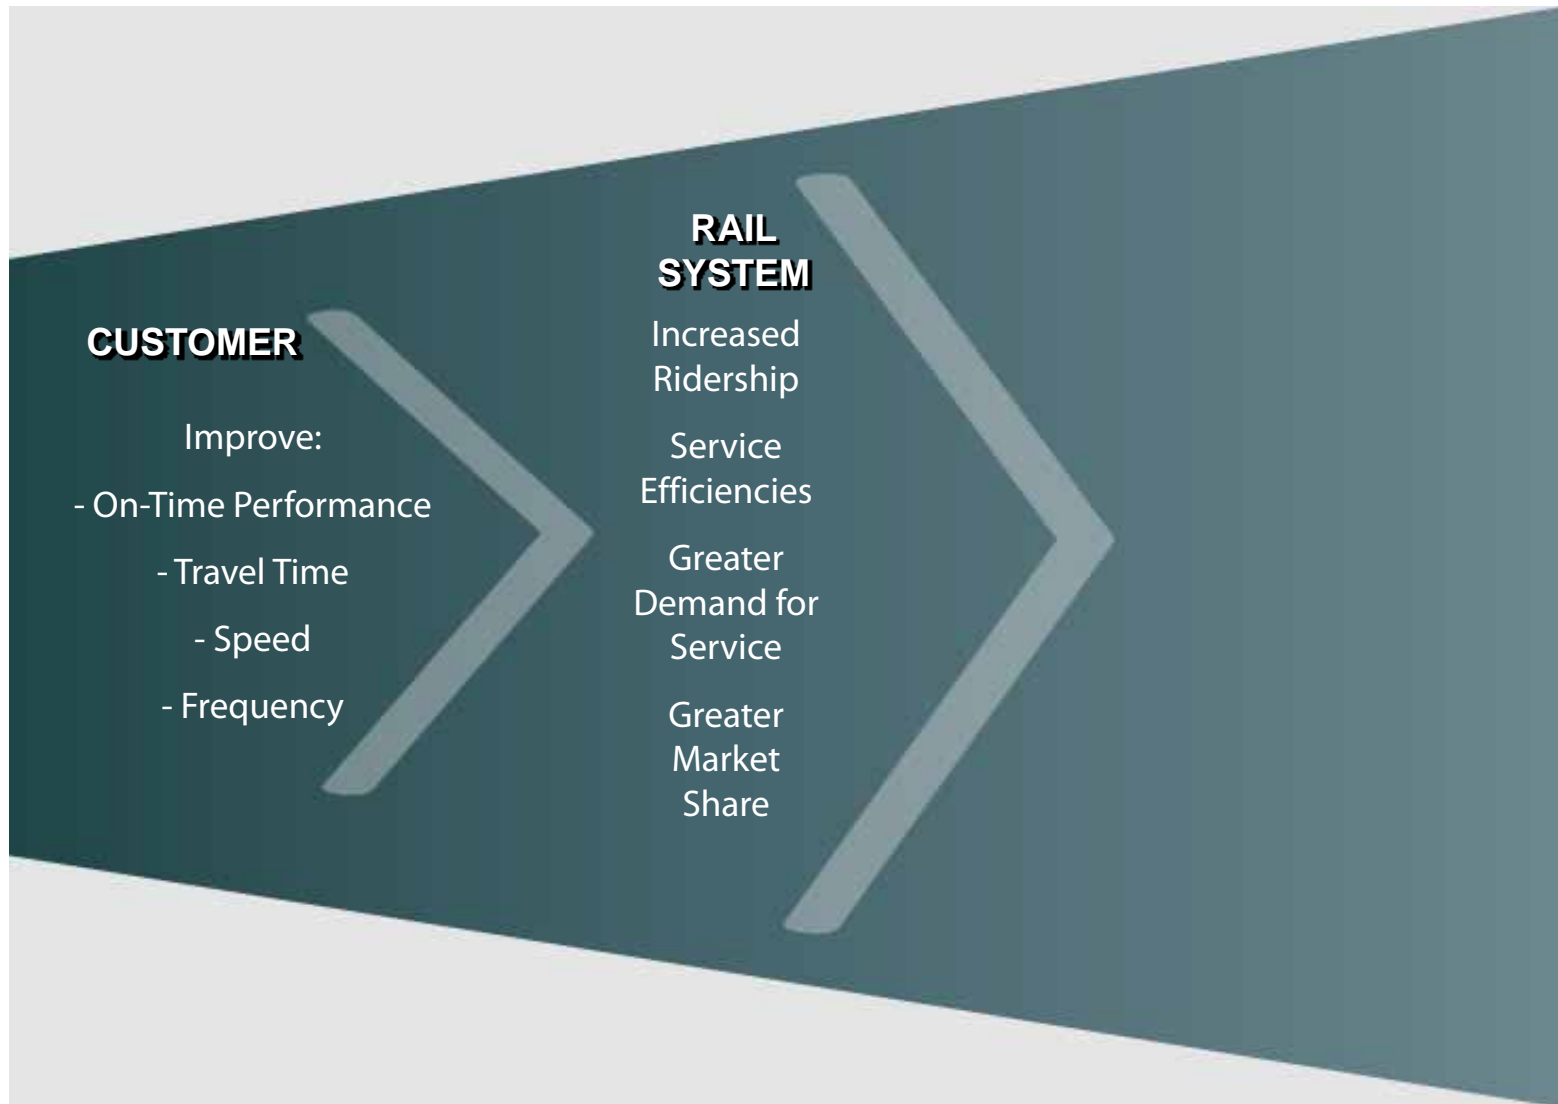 CUSTOMER
Improve:
- On-Time Performance
- Travel Time
- Speed
- Frequency
RAIL
SYSTEM
Increased
Ridership
Service
Efficiencies
Greater
Demand for
Service
Greater
Market
Share